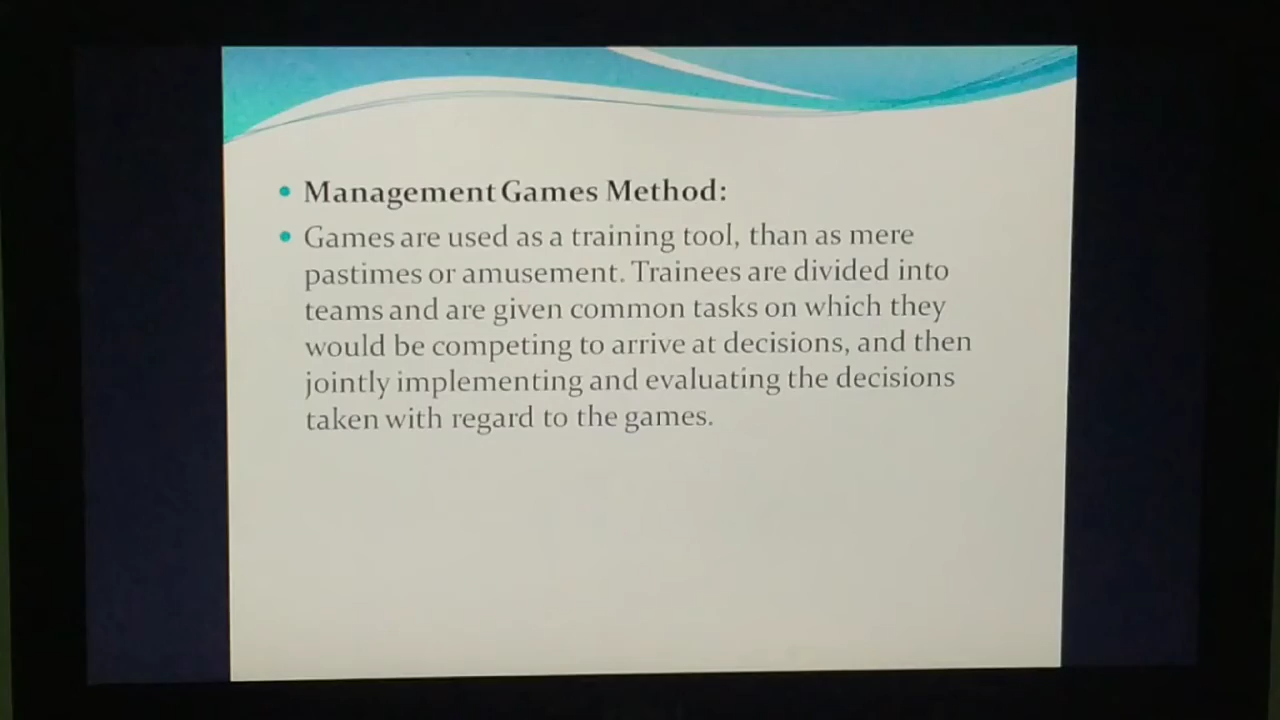 • Management Games Method:
• Games are used as a training tool, than as mere
pastimes or amusement. Trainees are divided into
teams and are given common tasks on which they
would be competing to arrive at decisions, and then
jointly implementing and evaluating the decisions
taken with regard to the games.